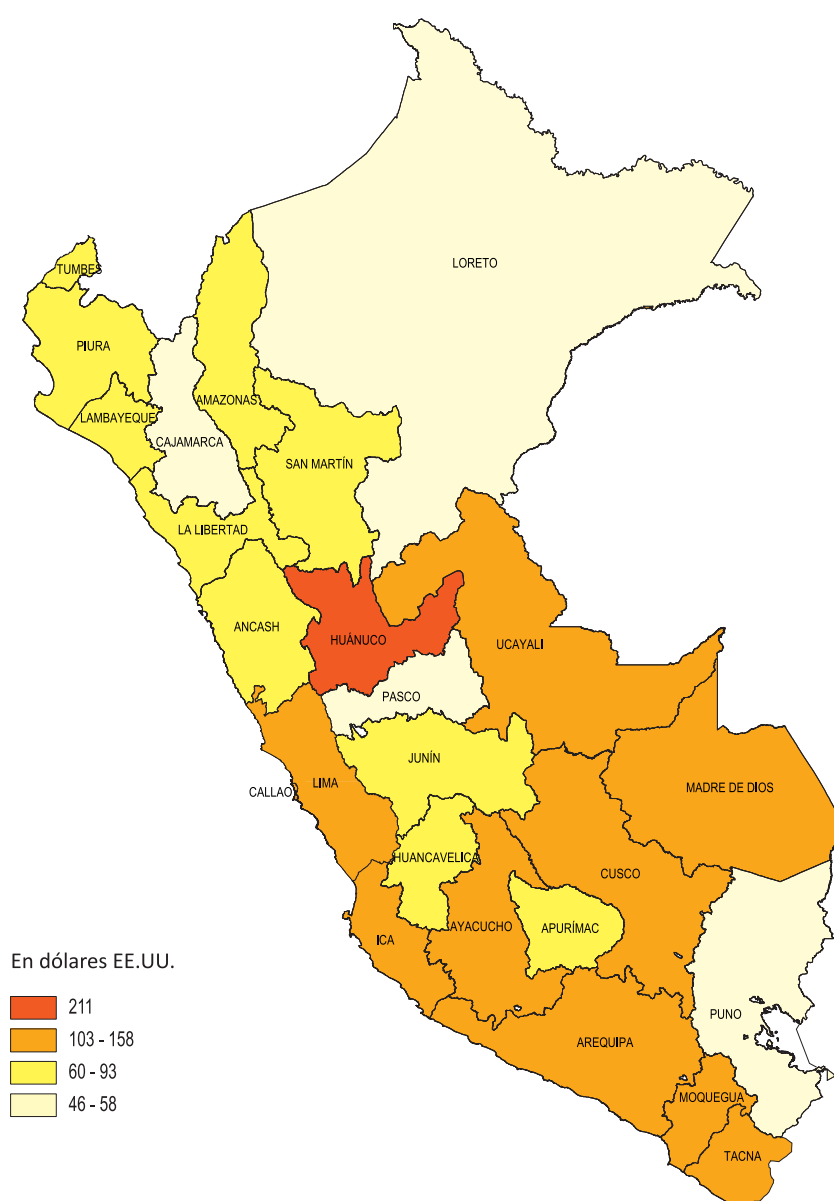 LORETO
TUMBES
PIURA
AMAZONAS
LAMBAYEQUE
CAJAMARCA
SAN MARTÍN
LA LIBERTAD
ANCASH
HUÁNUCO
UCAYALI
PASCO
JUNÍN
LIMA
CALLAO
MADRE DE DIOS
HUANCAVELICA
CUSCO
AYACUCHO
APURÍMAC
ICA
PUNO
AREQUIPA
MOQUEGUA
TACNA
En dólares EE.UU.
211
103 - 158
60 - 93
46 - 58